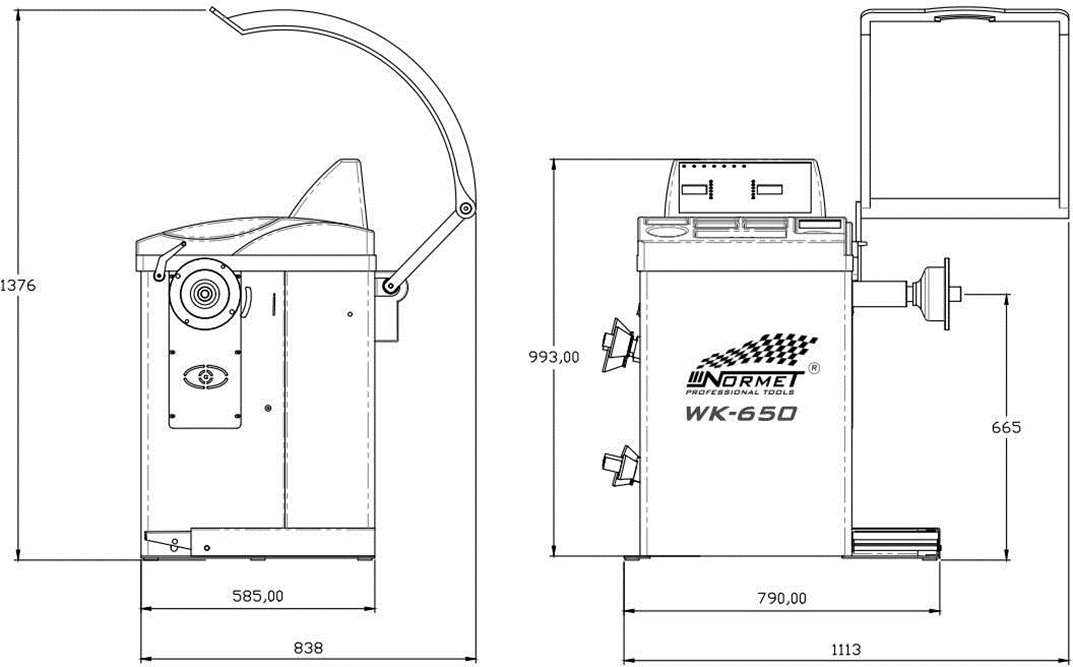 1376
993,00
NORMET
®
PROFESSIONAL TOOLS
WK-650
665
585,00
790,00
838
1113